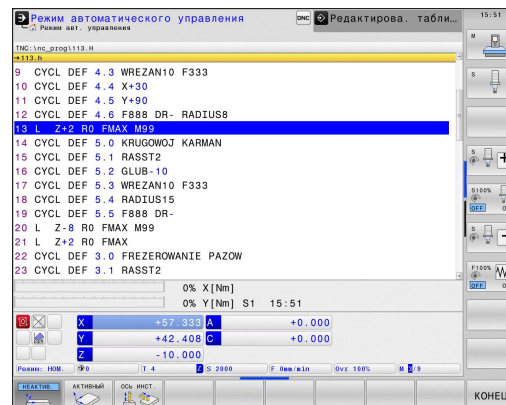 Режим автоматического управления
Режим авт. управления
DNC
Редактирова. табли...
15:51
TNC:\nc_prog\113.H
→113.h
9 CYCL DEF 4.3 WREZAN10 F333
10 CYCL DEF 4.4 X+30
11 CYCL DEF 4.5 Y+90
12 CYCL DEF 4.6 F888 DR- RADIUS8
13 L Z+2 R0 FMAX M99
14 CYCL DEF 5.0 KRUGOWOJ KARMAN
15 CYCL DEF 5.1 RASST2
16 CYCL DEF 5.2 GLUB-10
17 CYCL DEF 5.3 WREZAN10 F333
18 CYCL DEF 5.4 RADIUS15
19 CYCL DEF 5.5 F888 DR-
20 L Z-8 R0 FMAX M99
21 L Z+2 R0 FMAX
22 CYCL DEF 3.0 FREZEROWANIE PAZOW
23 CYCL DEF 3.1 RASST2
0% X[Nm]
0% Y[Nm] S1 15:51
X +57.333 A +0.000
Y +42.408 C +0.000
Z -10.000
Режим: НОМ. 0 T 4 Z S 2000 F 0mm/min Ovr 100% M 5/9
НЕАКТИВ. АКТИВНЫЙ ОСЬ ИНСТ.
КОНЕЦ
M
S
S
S100%
OFF
S
F100%
OFF